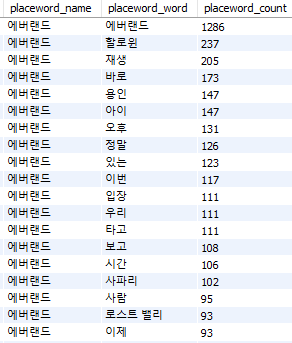 placeword_name placeword_word placeword_count
에버랜드 에버랜드 1286
에버랜드 할로윈 237
에버랜드 재생 205
에버랜드 바로 173
에버랜드 용인 147
에버랜드 아이 147
에버랜드 오후 131
에버랜드 정말 126
에버랜드 있는 123
에버랜드 이번 117
에버랜드 입장 111
에버랜드 우리 111
에버랜드 타고 111
에버랜드 보고 108
에버랜드 시간 106
에버랜드 사파리 102
에버랜드 사람 95
에버랜드 로스트 밸리 93
에버랜드 이제 93